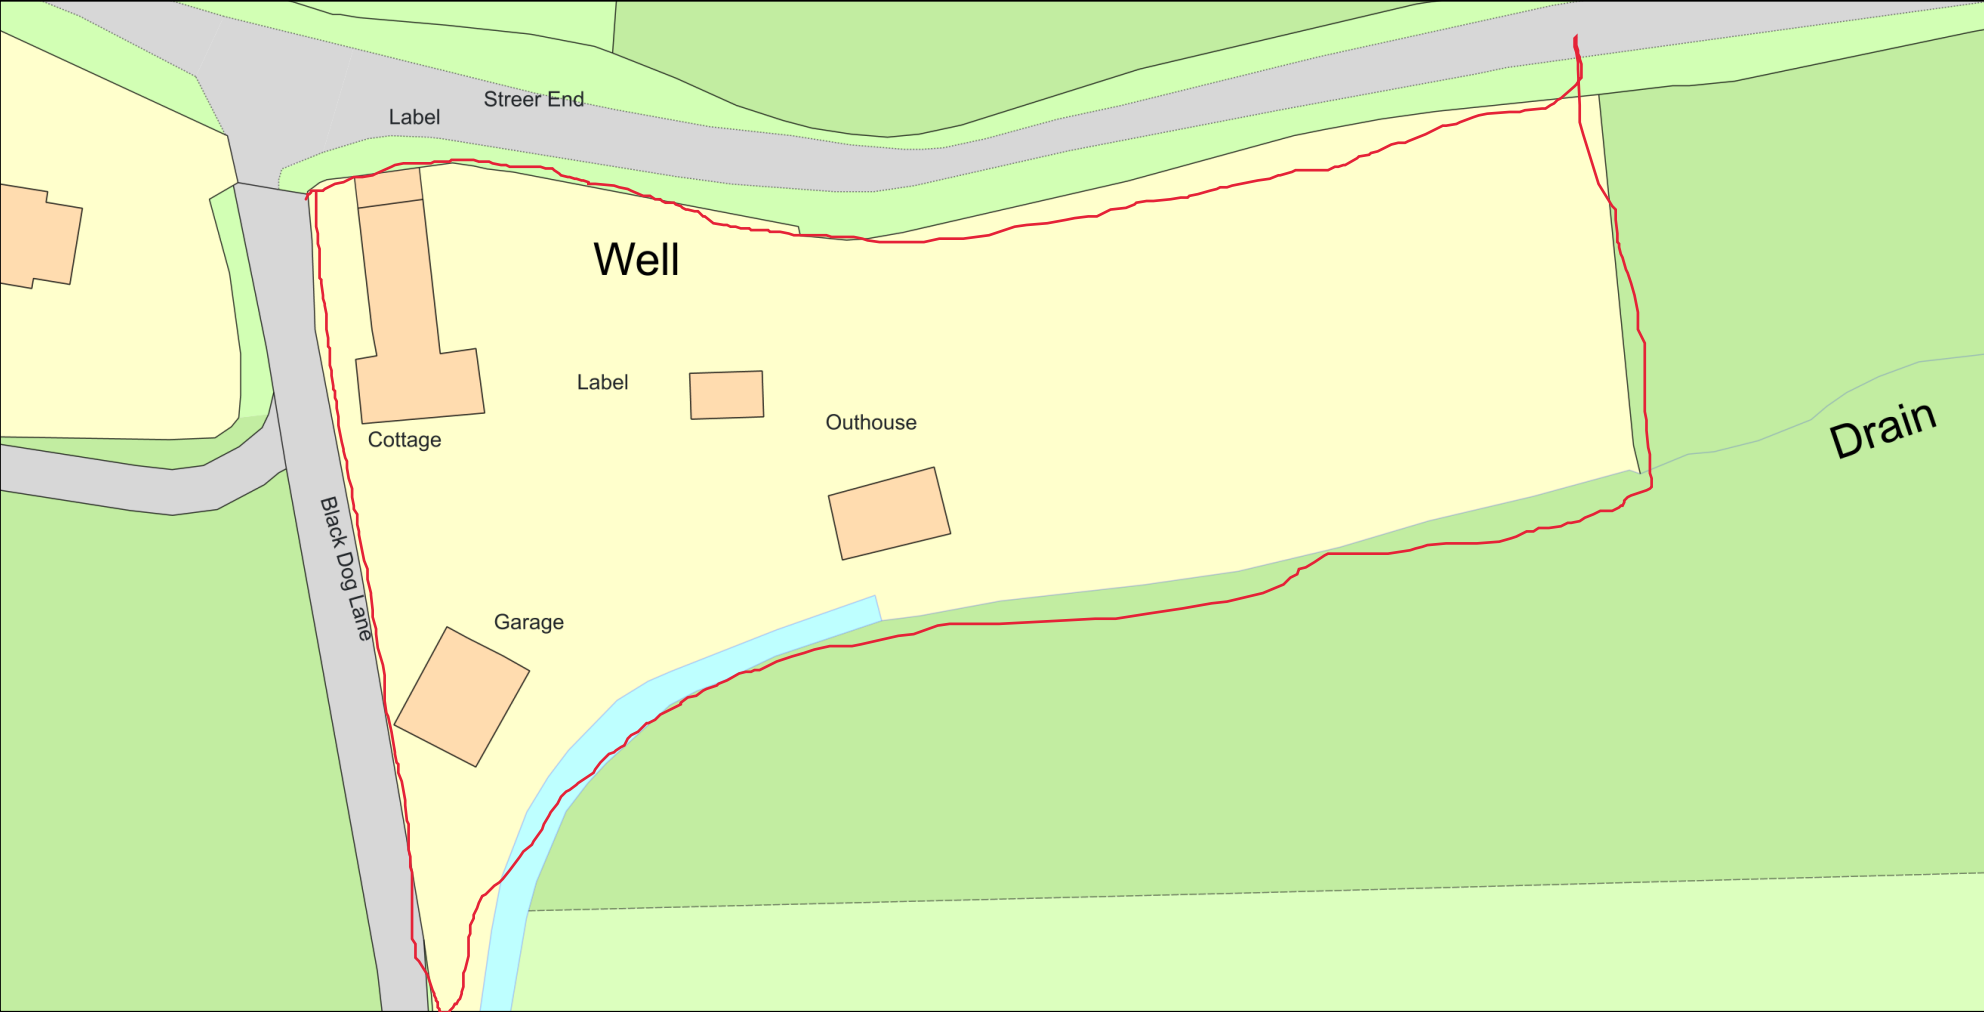 Streer End
Label
Well
Label
Outhouse
Drain
Cottage
Black Dog Lane
Garage